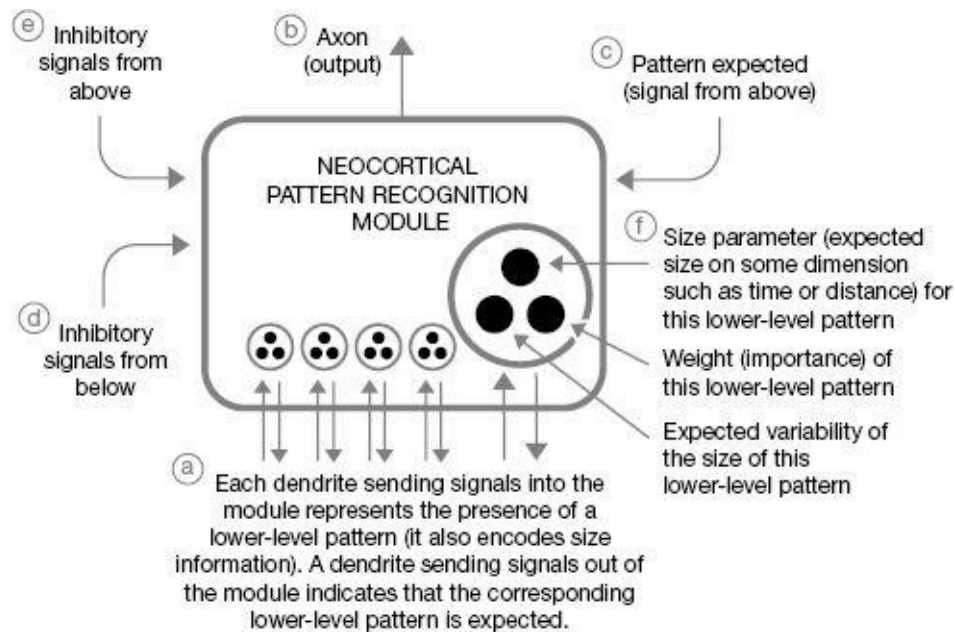 e Inhibitory
signals from
above
b Axon
(output)
c Pattern expected
(signal from above)
NEOCORTICAL
PATTERN RECOGNITION
MODULE
f Size parameter (expected
size on some dimension
such as time or distance) for
this lower-level pattern
Weight (importance) of
this lower-level pattern
Expected variability of
the size of this
lower-level pattern
d Inhibitory
signals from
below
a Each dendrite sending signals into the
module represents the presence of a
lower-level pattern (it also encodes size
information). A dendrite sending signals out of
the module indicates that the corresponding
lower-level pattern is expected.